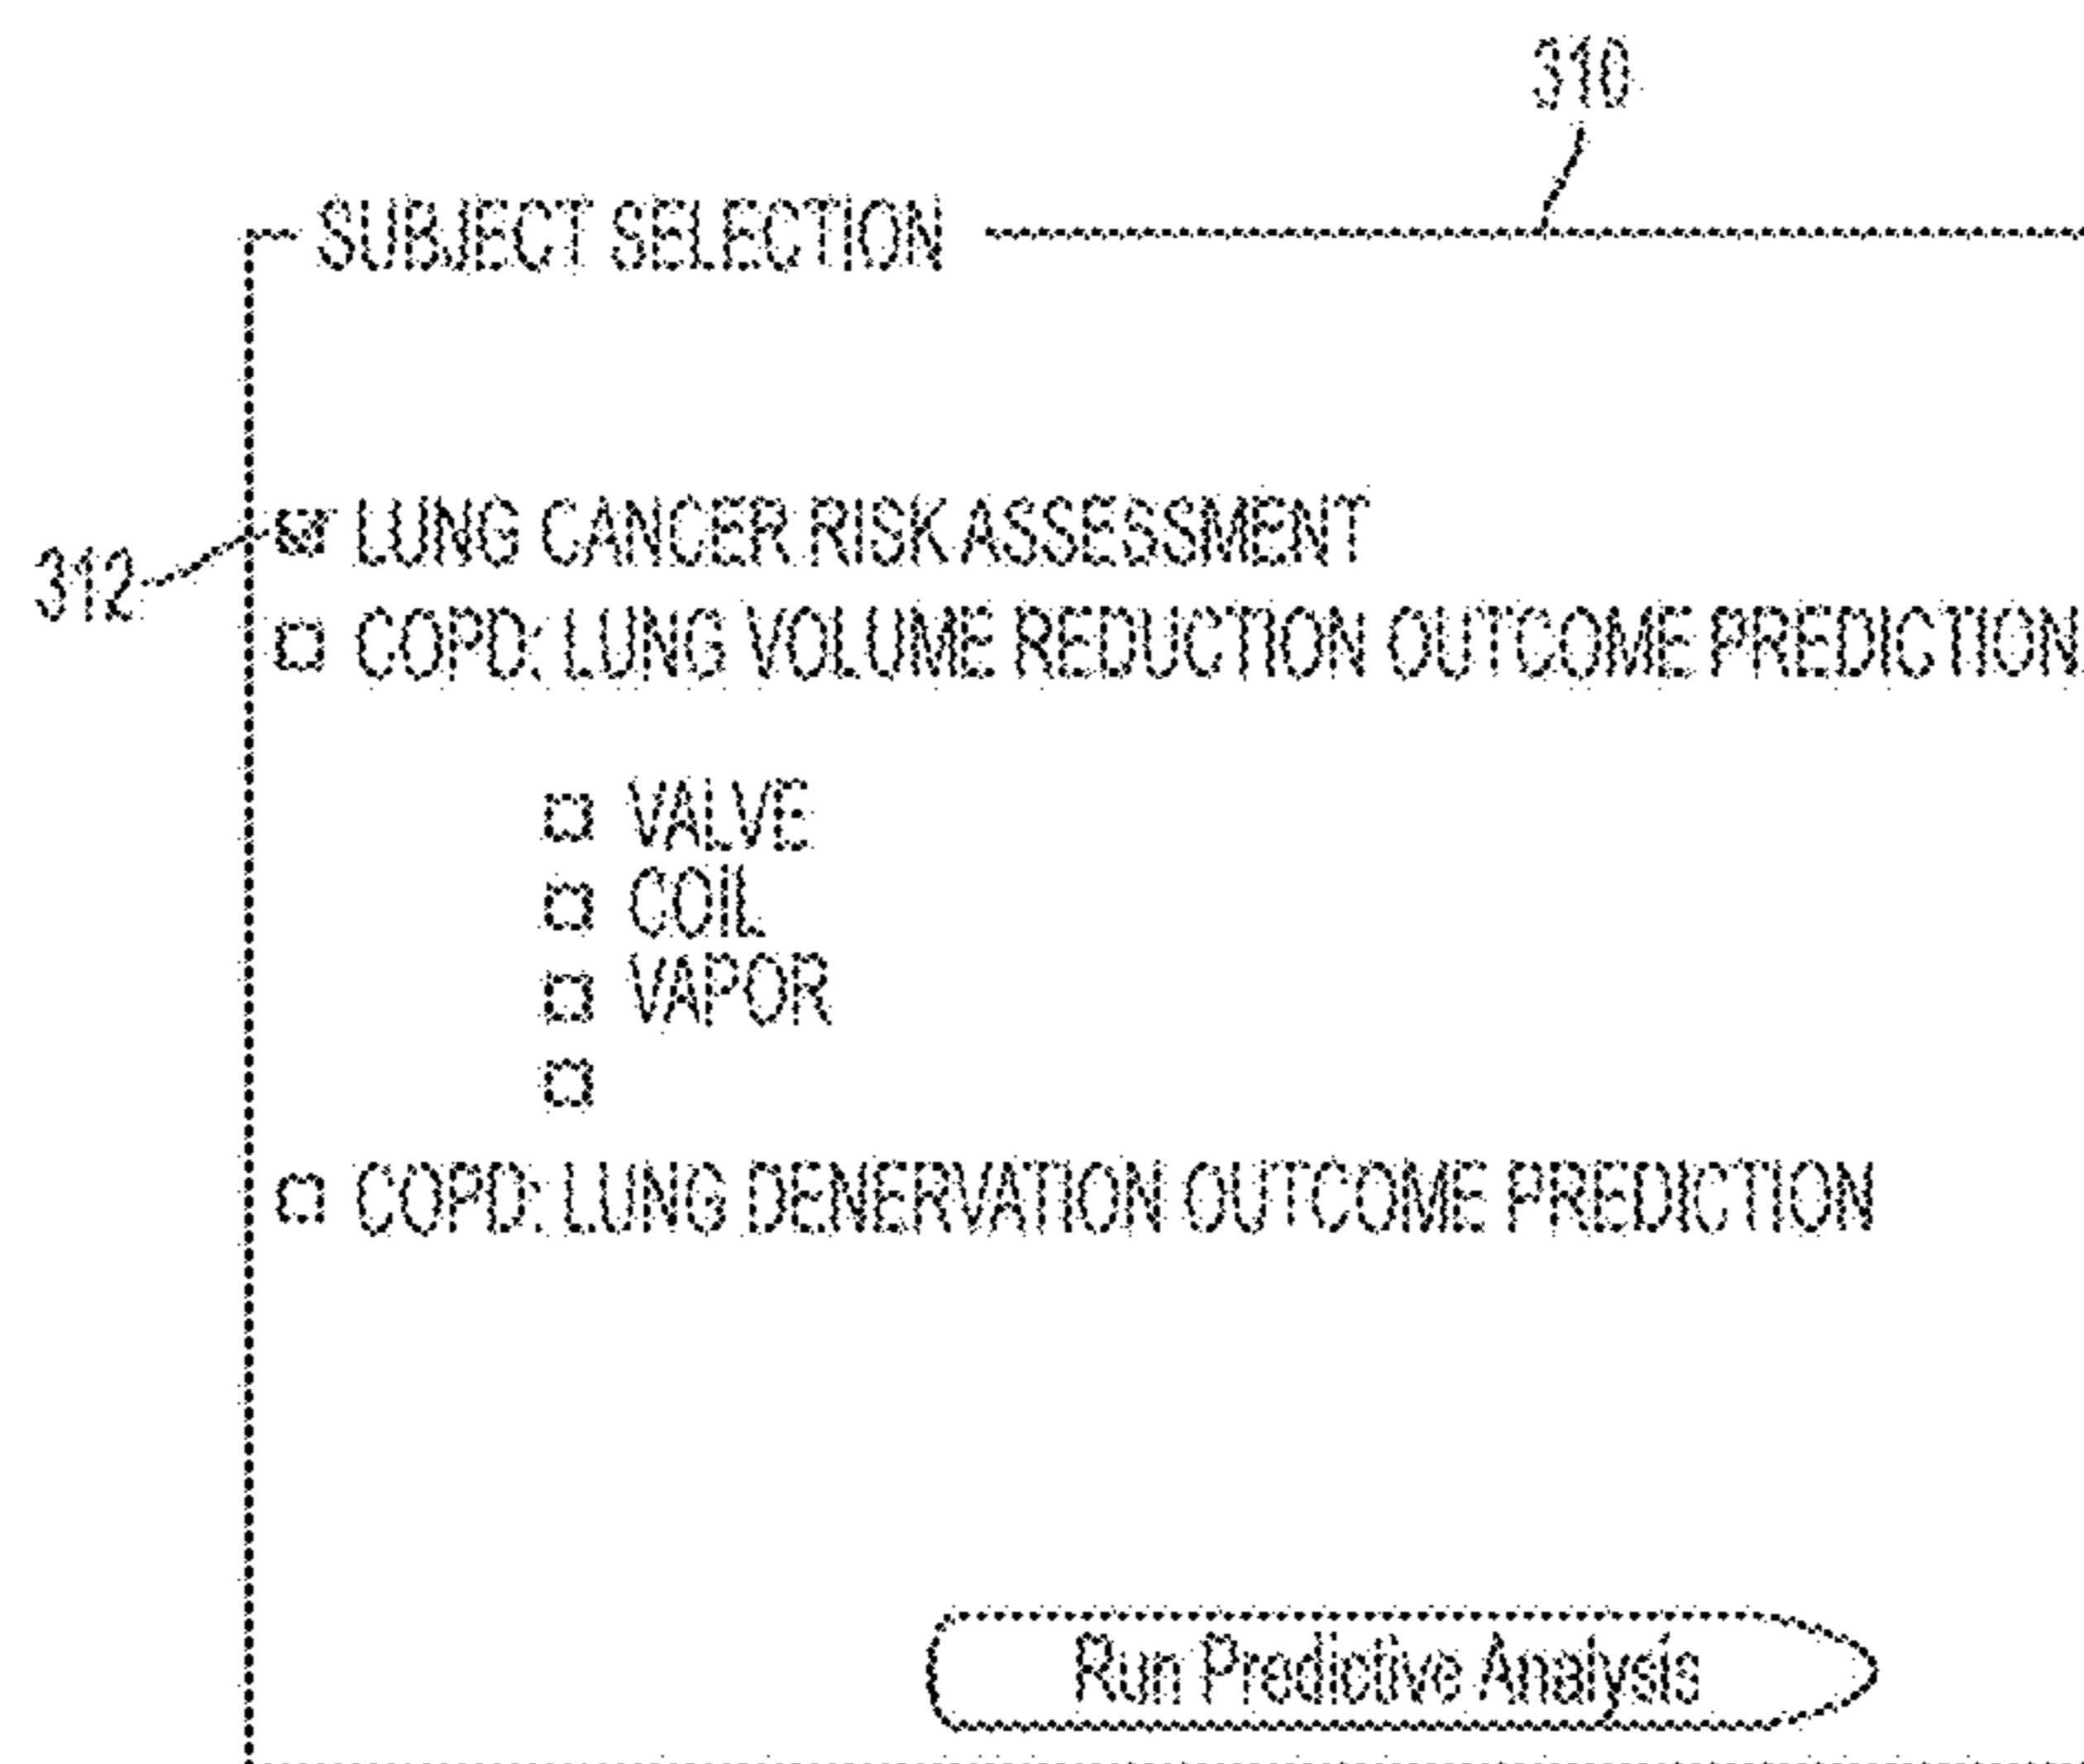 310
SUBJECT SELECTION
LUNG CANCER RISK ASSESSMENT
312
COPD: LUNG VOLUME REDUCTION OUTCOME PREDICTION
VALVE
COIL
VAPOR
COPD: LUNG DENERVATION OUTCOME PREDICTION
Run Predictive Analysis